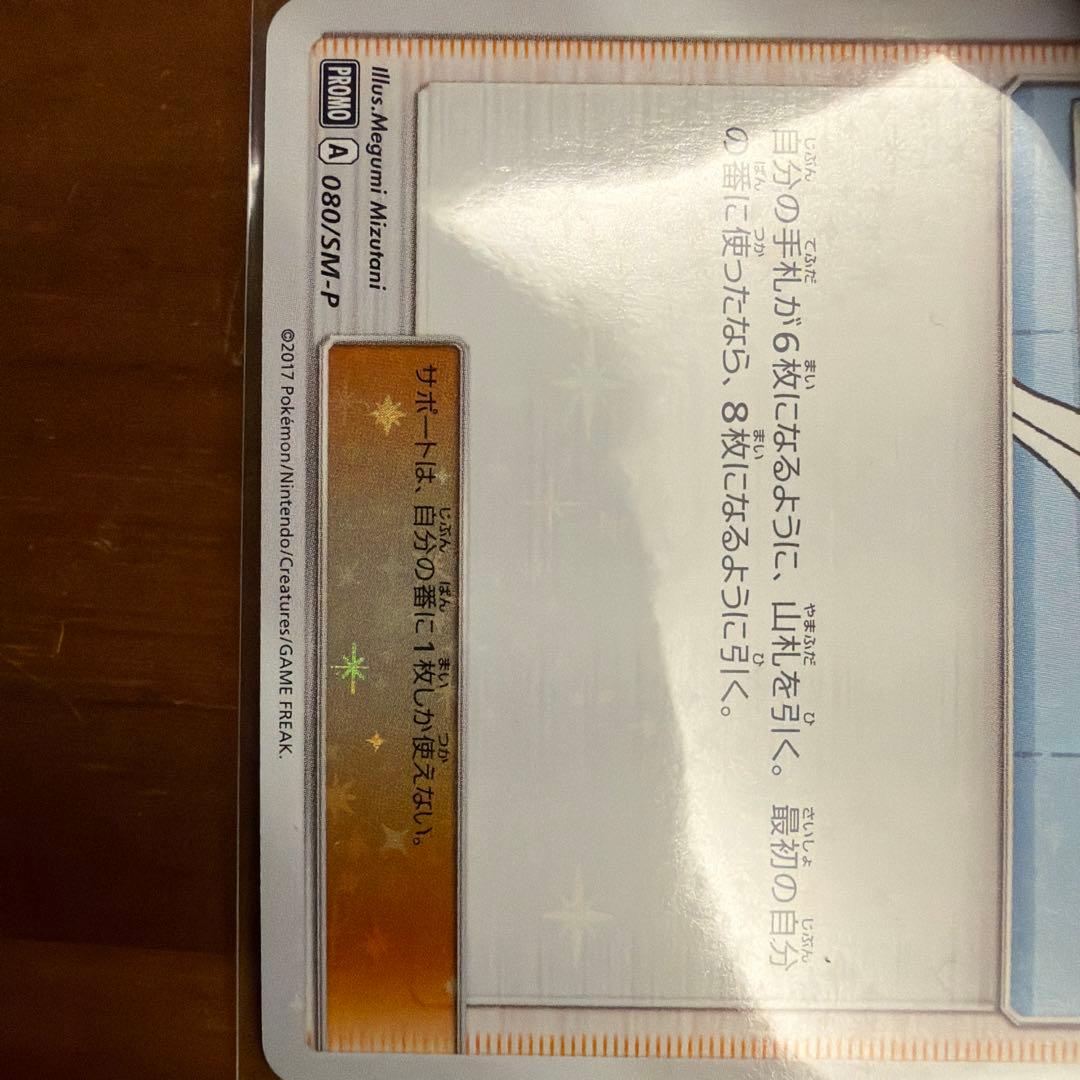 自分の手札が6枚になるように、山札を引く。最初の自分
の番に使ったなら、8枚になるように引く。
サポートは、自分の番に1枚しか使えない。
Illus.Megumi Mizutani
PROMO A 080/SM-P
©2017 Pokémon/Nintendo/Creatures/GAME FREAK.